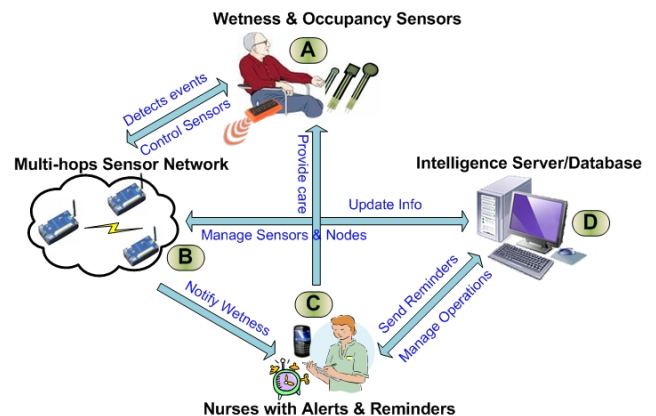 Wetness & Occupancy Sensors
A
Detects events
Control Sensors
Multi-hops Sensor Network
Provide care
Intelligence Server/Database
Update Info
Manage Sensors & Nodes
B
D
C
Notify Wetness
Send Reminders
Manage Operations
Nurses with Alerts & Reminders